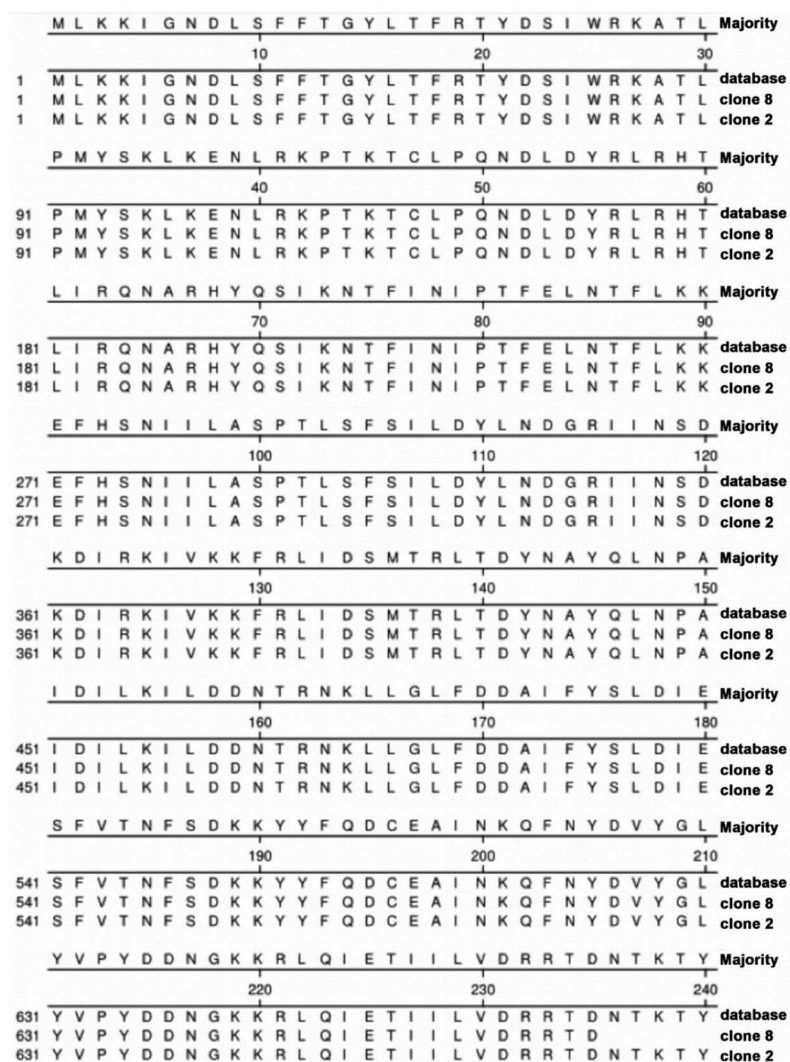 M L K K I G N D L S F F T G Y L T F R T Y D S I W R K A T L Majority
10 20 30
1 M L K K I G N D L S F F T G Y L T F R T Y D S I W R K A T L database
1 M L K K I G N D L S F F T G Y L T F R T Y D S I W R K A T L clone 8
1 M L K K I G N D L S F F T G Y L T F R T Y D S I W R K A T L clone 2
P M Y S K L K E N L R K P T K T C L P Q N D L D Y R L R H T Majority
40 50 60
91 P M Y S K L K E N L R K P T K T C L P Q N D L D Y R L R H T database
91 P M Y S K L K E N L R K P T K T C L P Q N D L D Y R L R H T clone 8
91 P M Y S K L K E N L R K P T K T C L P Q N D L D Y R L R H T clone 2
L I R Q N A R H Y Q S I K N T F I N I P T F E L N T F L K K Majority
70 80 90
181 L I R Q N A R H Y Q S I K N T F I N I P T F E L N T F L K K database
181 L I R Q N A R H Y Q S I K N T F I N I P T F E L N T F L K K clone 8
181 L I R Q N A R H Y Q S I K N T F I N I P T F E L N T F L K K clone 2
E F H S N I I L A S P T L S F S I L D Y L N D G R I I N S D Majority
100 110 120
271 E F H S N I I L A S P T L S F S I L D Y L N D G R I I N S D database
271 E F H S N I I L A S P T L S F S I L D Y L N D G R I I N S D clone 8
271 E F H S N I I L A S P T L S F S I L D Y L N D G R I I N S D clone 2
K D I R K I V K K F R L I D S M T R L T D Y N A Y Q L N P A Majority
130 140 150
361 K D I R K I V K K F R L I D S M T R L T D Y N A Y Q L N P A database
361 K D I R K I V K K F R L I D S M T R L T D Y N A Y Q L N P A clone 8
361 K D I R K I V K K F R L I D S M T R L T D Y N A Y Q L N P A clone 2
I D I L K I L D D N T R N K L L G L F D D A I F Y S L D I E Majority
160 170 180
451 I D I L K I L D D N T R N K L L G L F D D A I F Y S L D I E database
451 I D I L K I L D D N T R N K L L G L F D D A I F Y S L D I E clone 8
451 I D I L K I L D D N T R N K L L G L F D D A I F Y S L D I E clone 2
S F V T N F S D K K Y Y F Q D C E A I N K Q F N Y D V Y G L Majority
190 200 210
541 S F V T N F S D K K Y Y F Q D C E A I N K Q F N Y D V Y G L database
541 S F V T N F S D K K Y Y F Q D C E A I N K Q F N Y D V Y G L clone 8
541 S F V T N F S D K K Y Y F Q D C E A I N K Q F N Y D V Y G L clone 2
Y V P Y D D N G K K R L Q I E T I I L V D R R T D N T K T Y Majority
220 230 240
631 Y V P Y D D N G K K R L Q I E T I I L V D R R T D N T K T Y database
631 Y V P Y D D N G K K R L Q I E T I I L V D R R T D clone 8
631 Y V P Y D D N G K K R L Q I E T I I L V D R R T D N T K T Y clone 2